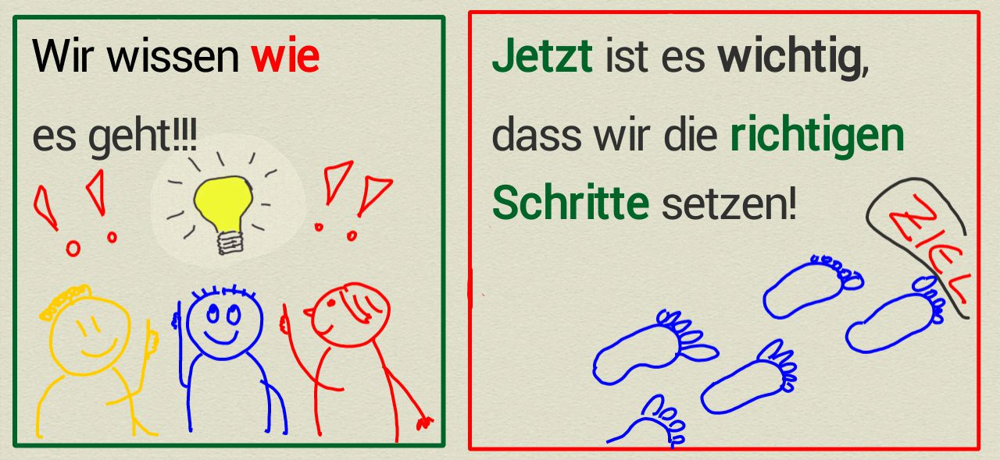 Wir wissen wie
es geht!!!
Jetzt ist es wichtig,
dass wir die richtigen
Schritte setzen!
ZIEL